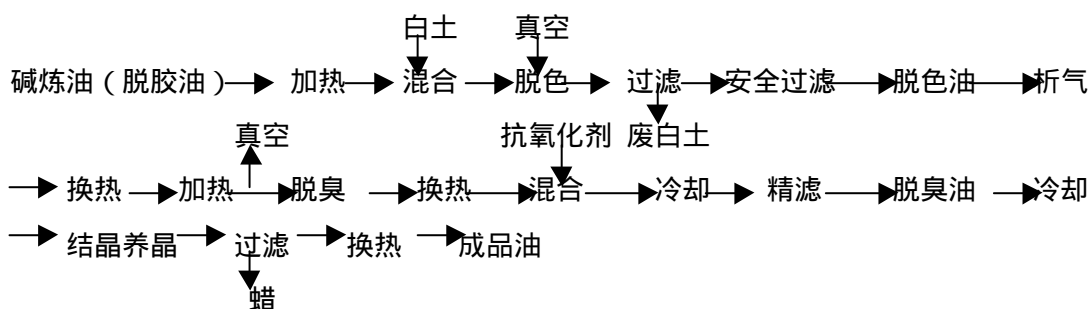 白土 真空
碱炼油（脱胶油） 加热 混合 脱色 过滤 安全过滤 脱色油 析气
真空 抗氧化剂 废白土
换热 加热 脱臭 换热 混合 冷却 精滤 脱臭油 冷却
结晶养晶 过滤 换热 成品油
蜡